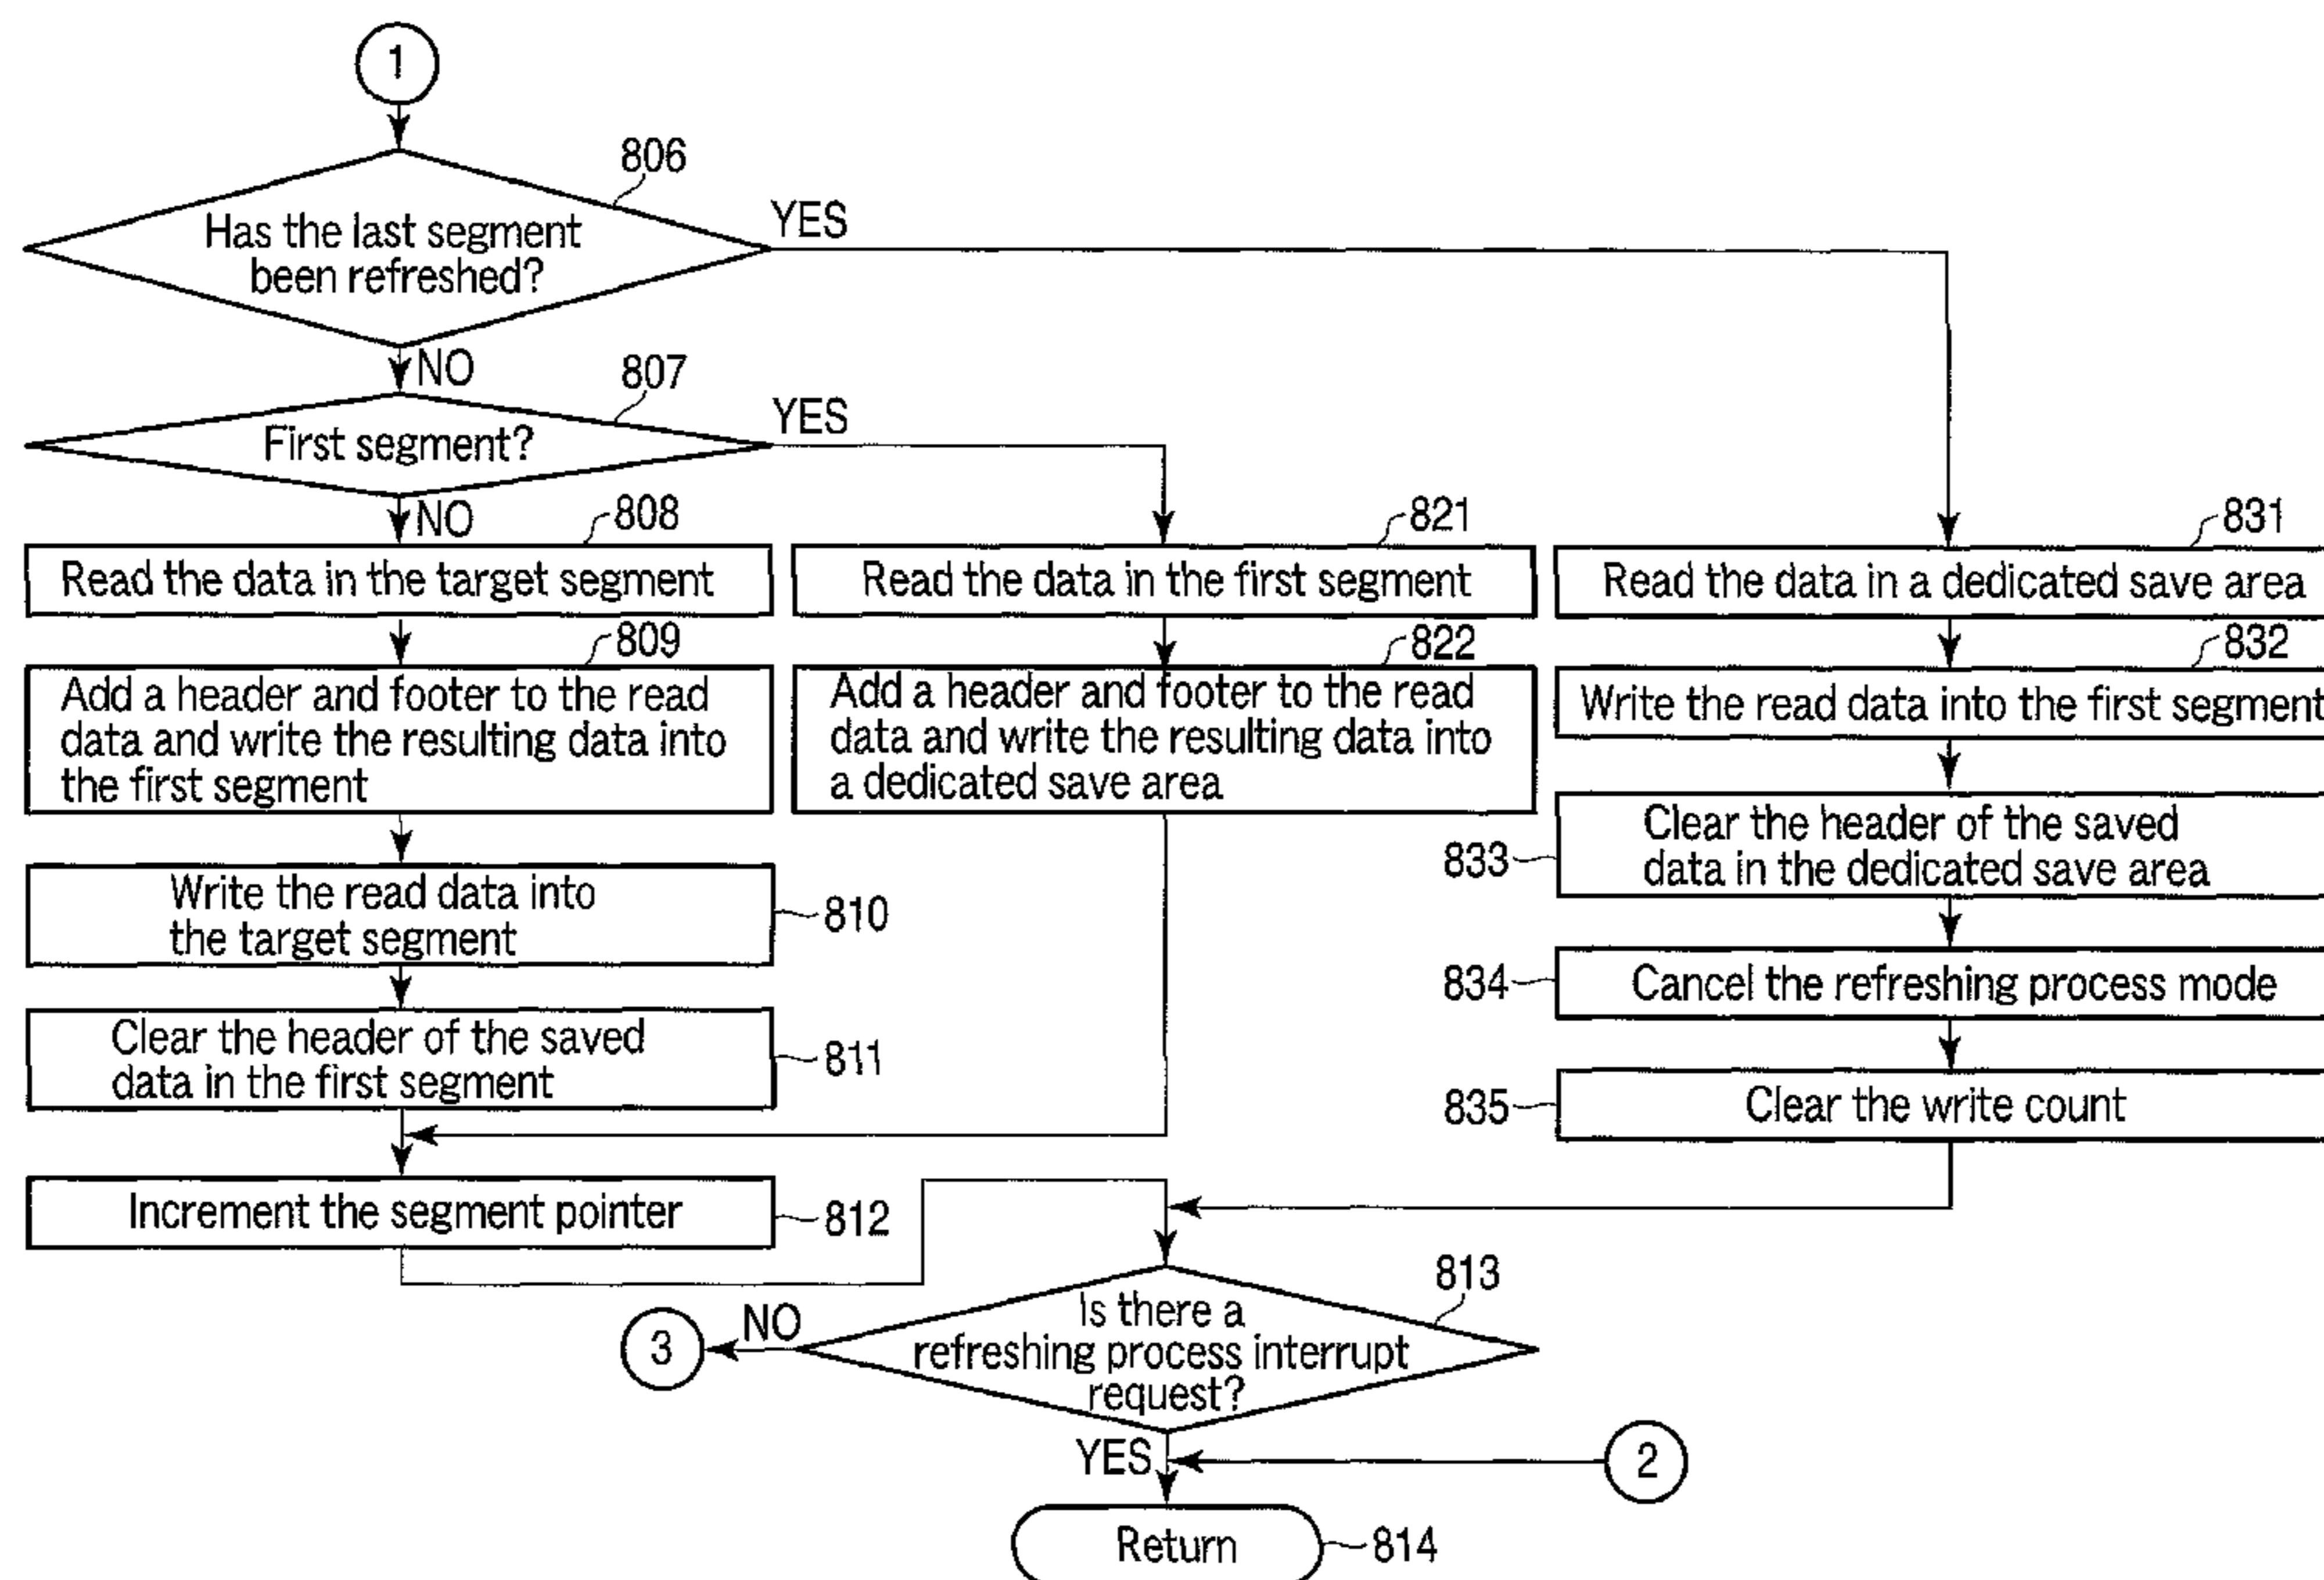 1
806
Has the last segment
been refreshed?
YES
NO
807
First segment?
YES
NO
808
Read the data in the target segment
821
Read the data in the first segment
831
Read the data in a dedicated save area
809
Add a header and footer to the read
data and write the resulting data into
the first segment
822
Add a header and footer to the read
data and write the resulting data into
a dedicated save area
832
Write the read data into the first segment
Write the read data into
the target segment
810
833
Clear the header of the saved
data in the dedicated save area
834
Cancel the refreshing process mode
Clear the header of the saved
data in the first segment
811
835
Clear the write count
Increment the segment pointer
812
813
Is there a
refreshing process interrupt
request?
NO
3
YES
2
Return
814